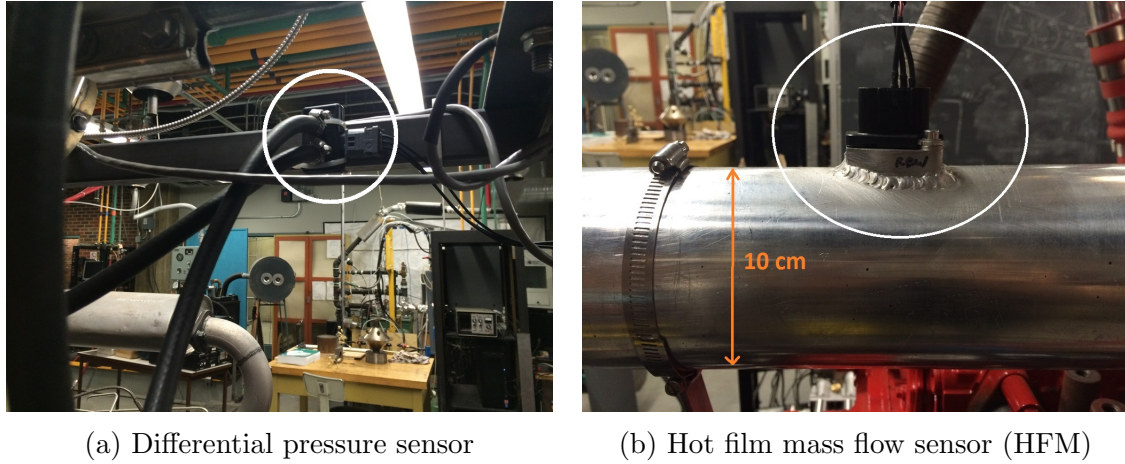 10 cm
(a) Differential pressure sensor
(b) Hot film mass flow sensor (HFM)